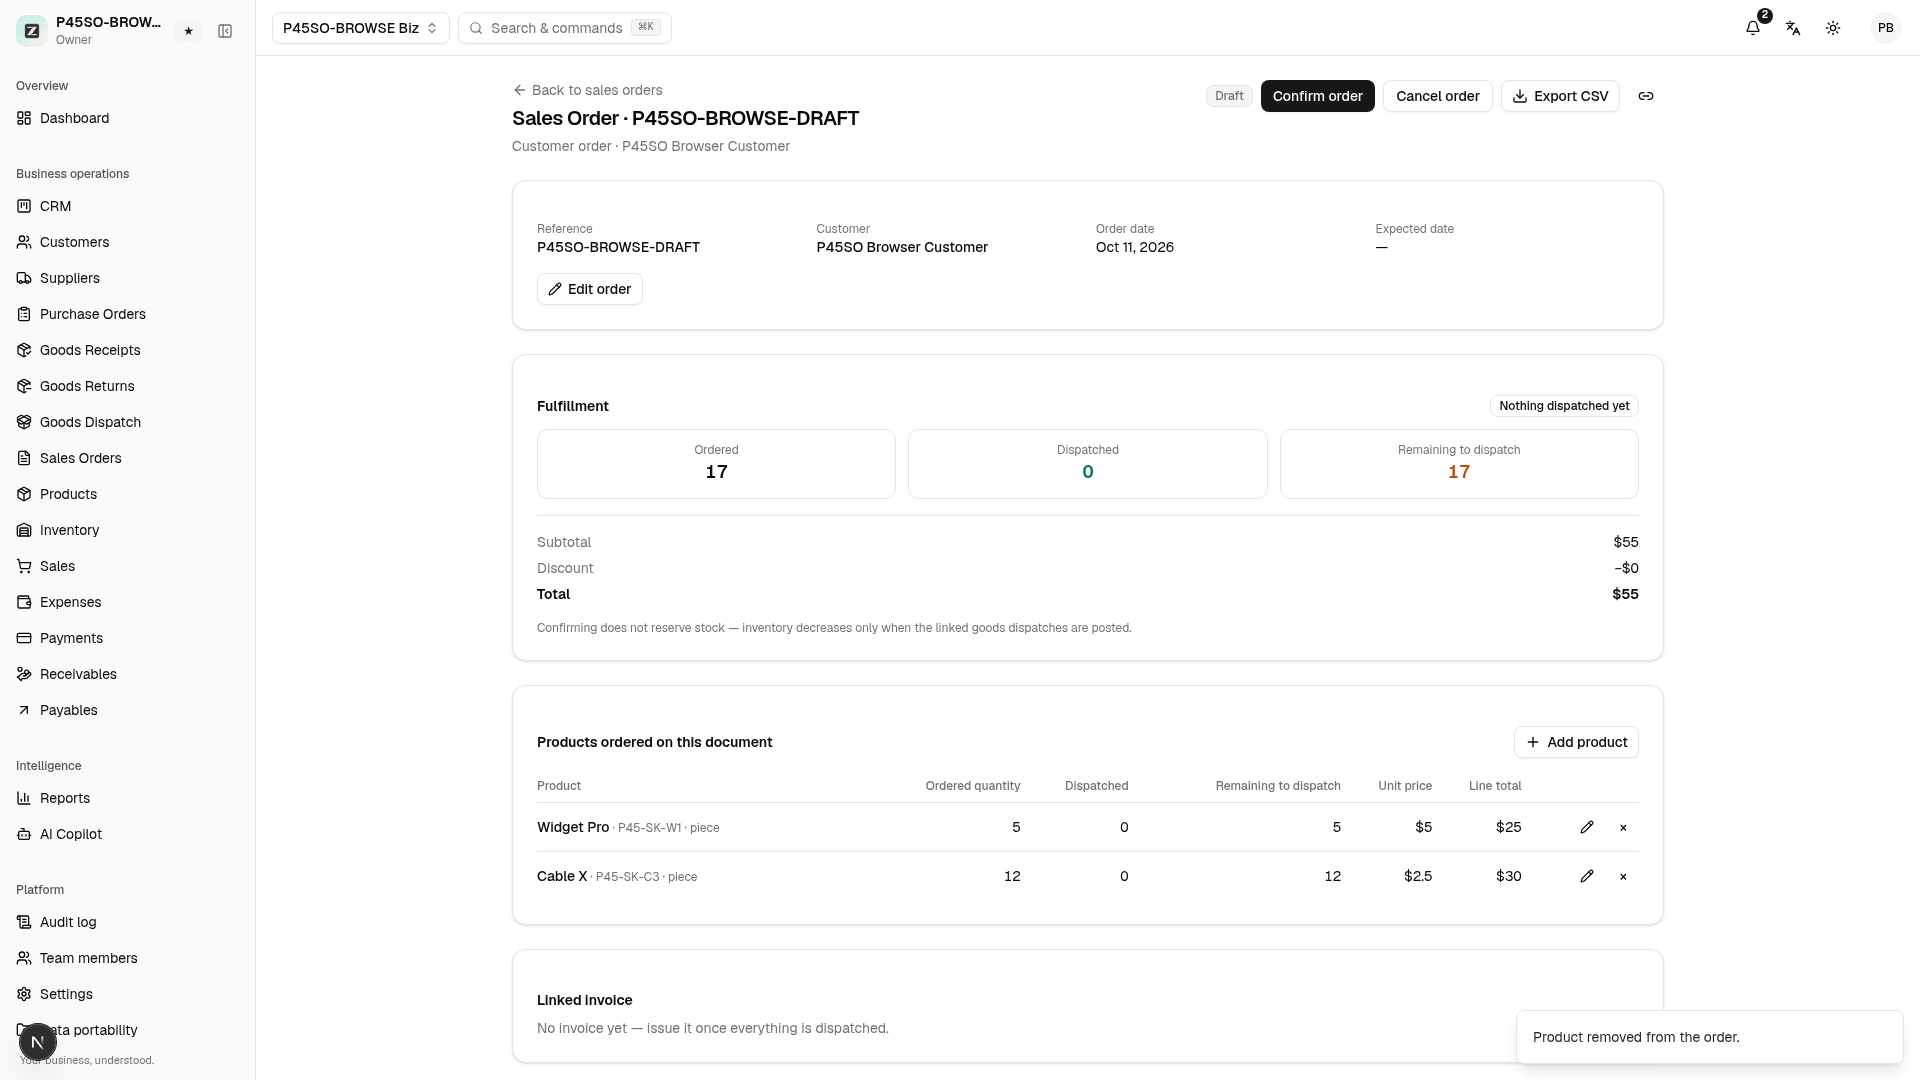 P45SO-BROW...
Owner
★
P45SO-BROWSE Biz
Search & commands
⌘K
2
PB
Overview
Dashboard
Business operations
CRM
Customers
Suppliers
Purchase Orders
Goods Receipts
Goods Returns
Goods Dispatch
Sales Orders
Products
Inventory
Sales
Expenses
Payments
Receivables
Payables
Intelligence
Reports
AI Copilot
Platform
Audit log
Team members
Settings
ata portability
N
Your business, understood.
Back to sales orders
Sales Order · P45SO-BROWSE-DRAFT
Customer order · P45SO Browser Customer
Draft
Confirm order
Cancel order
Export CSV
Reference
P45SO-BROWSE-DRAFT
Customer
P45SO Browser Customer
Order date
Oct 11, 2026
Expected date
—
Edit order
Fulfillment
Nothing dispatched yet
Ordered
17
Dispatched
0
Remaining to dispatch
17
Subtotal $55
Discount −$0
Total $55
Confirming does not reserve stock — inventory decreases only when the linked goods dispatches are posted.
Products ordered on this document
Add product
Product Ordered quantity Dispatched Remaining to dispatch Unit price Line total
Widget Pro · P45-SK-W1 · piece 5 0 5 $5 $25 ×
Cable X · P45-SK-C3 · piece 12 0 12 $2.5 $30 ×
Linked invoice
No invoice yet — issue it once everything is dispatched.
Product removed from the order.